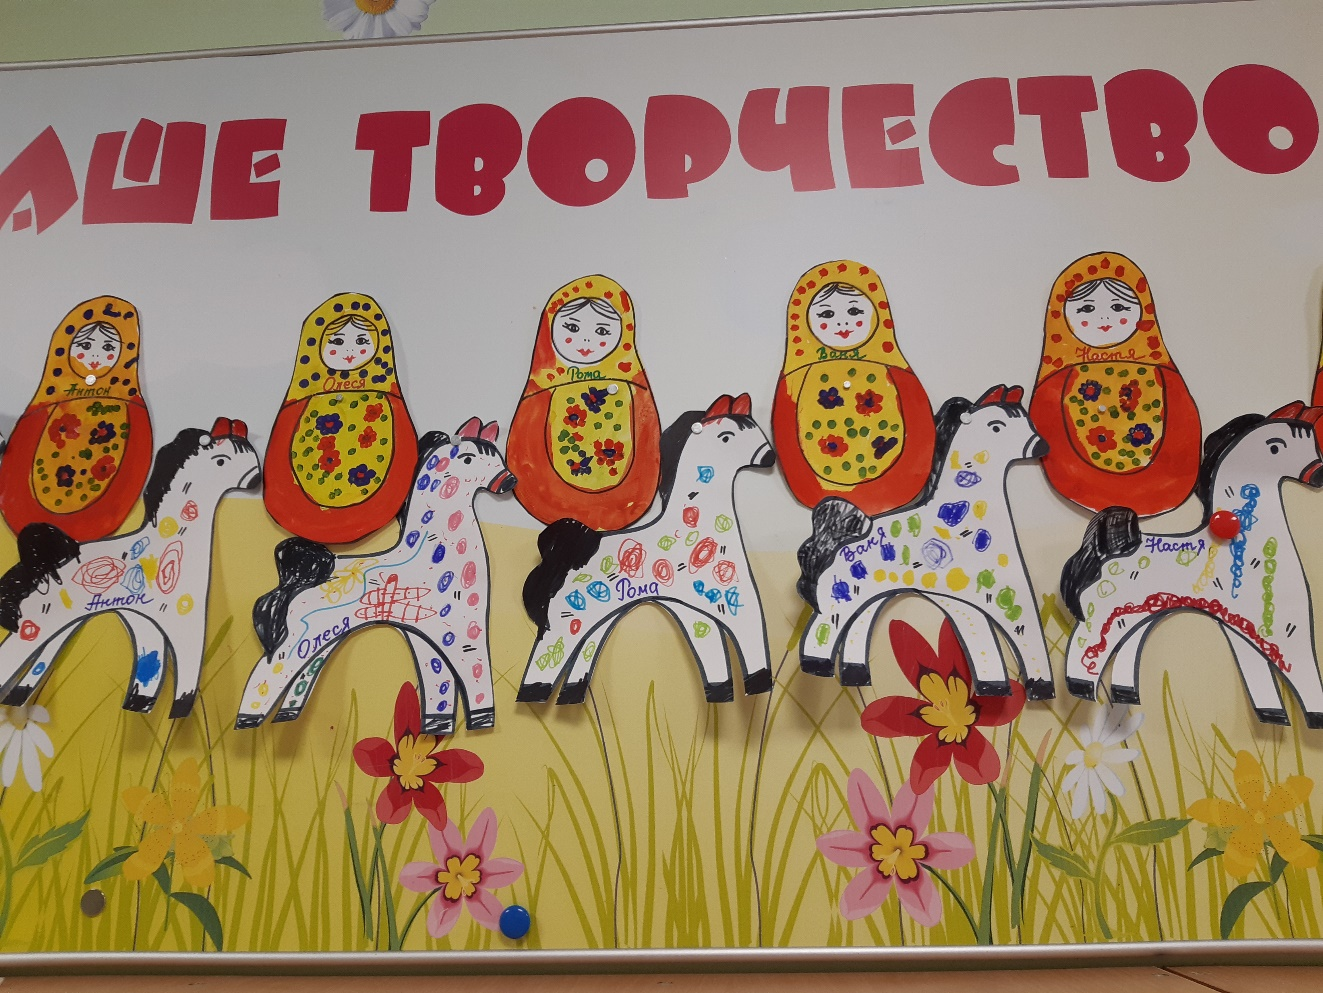 АШЕ ТВОРЧЕСТВО
Антон
Олеся
Рома
Ваня
Настя
Антон
Олеся
Рома
Ваня
Настя